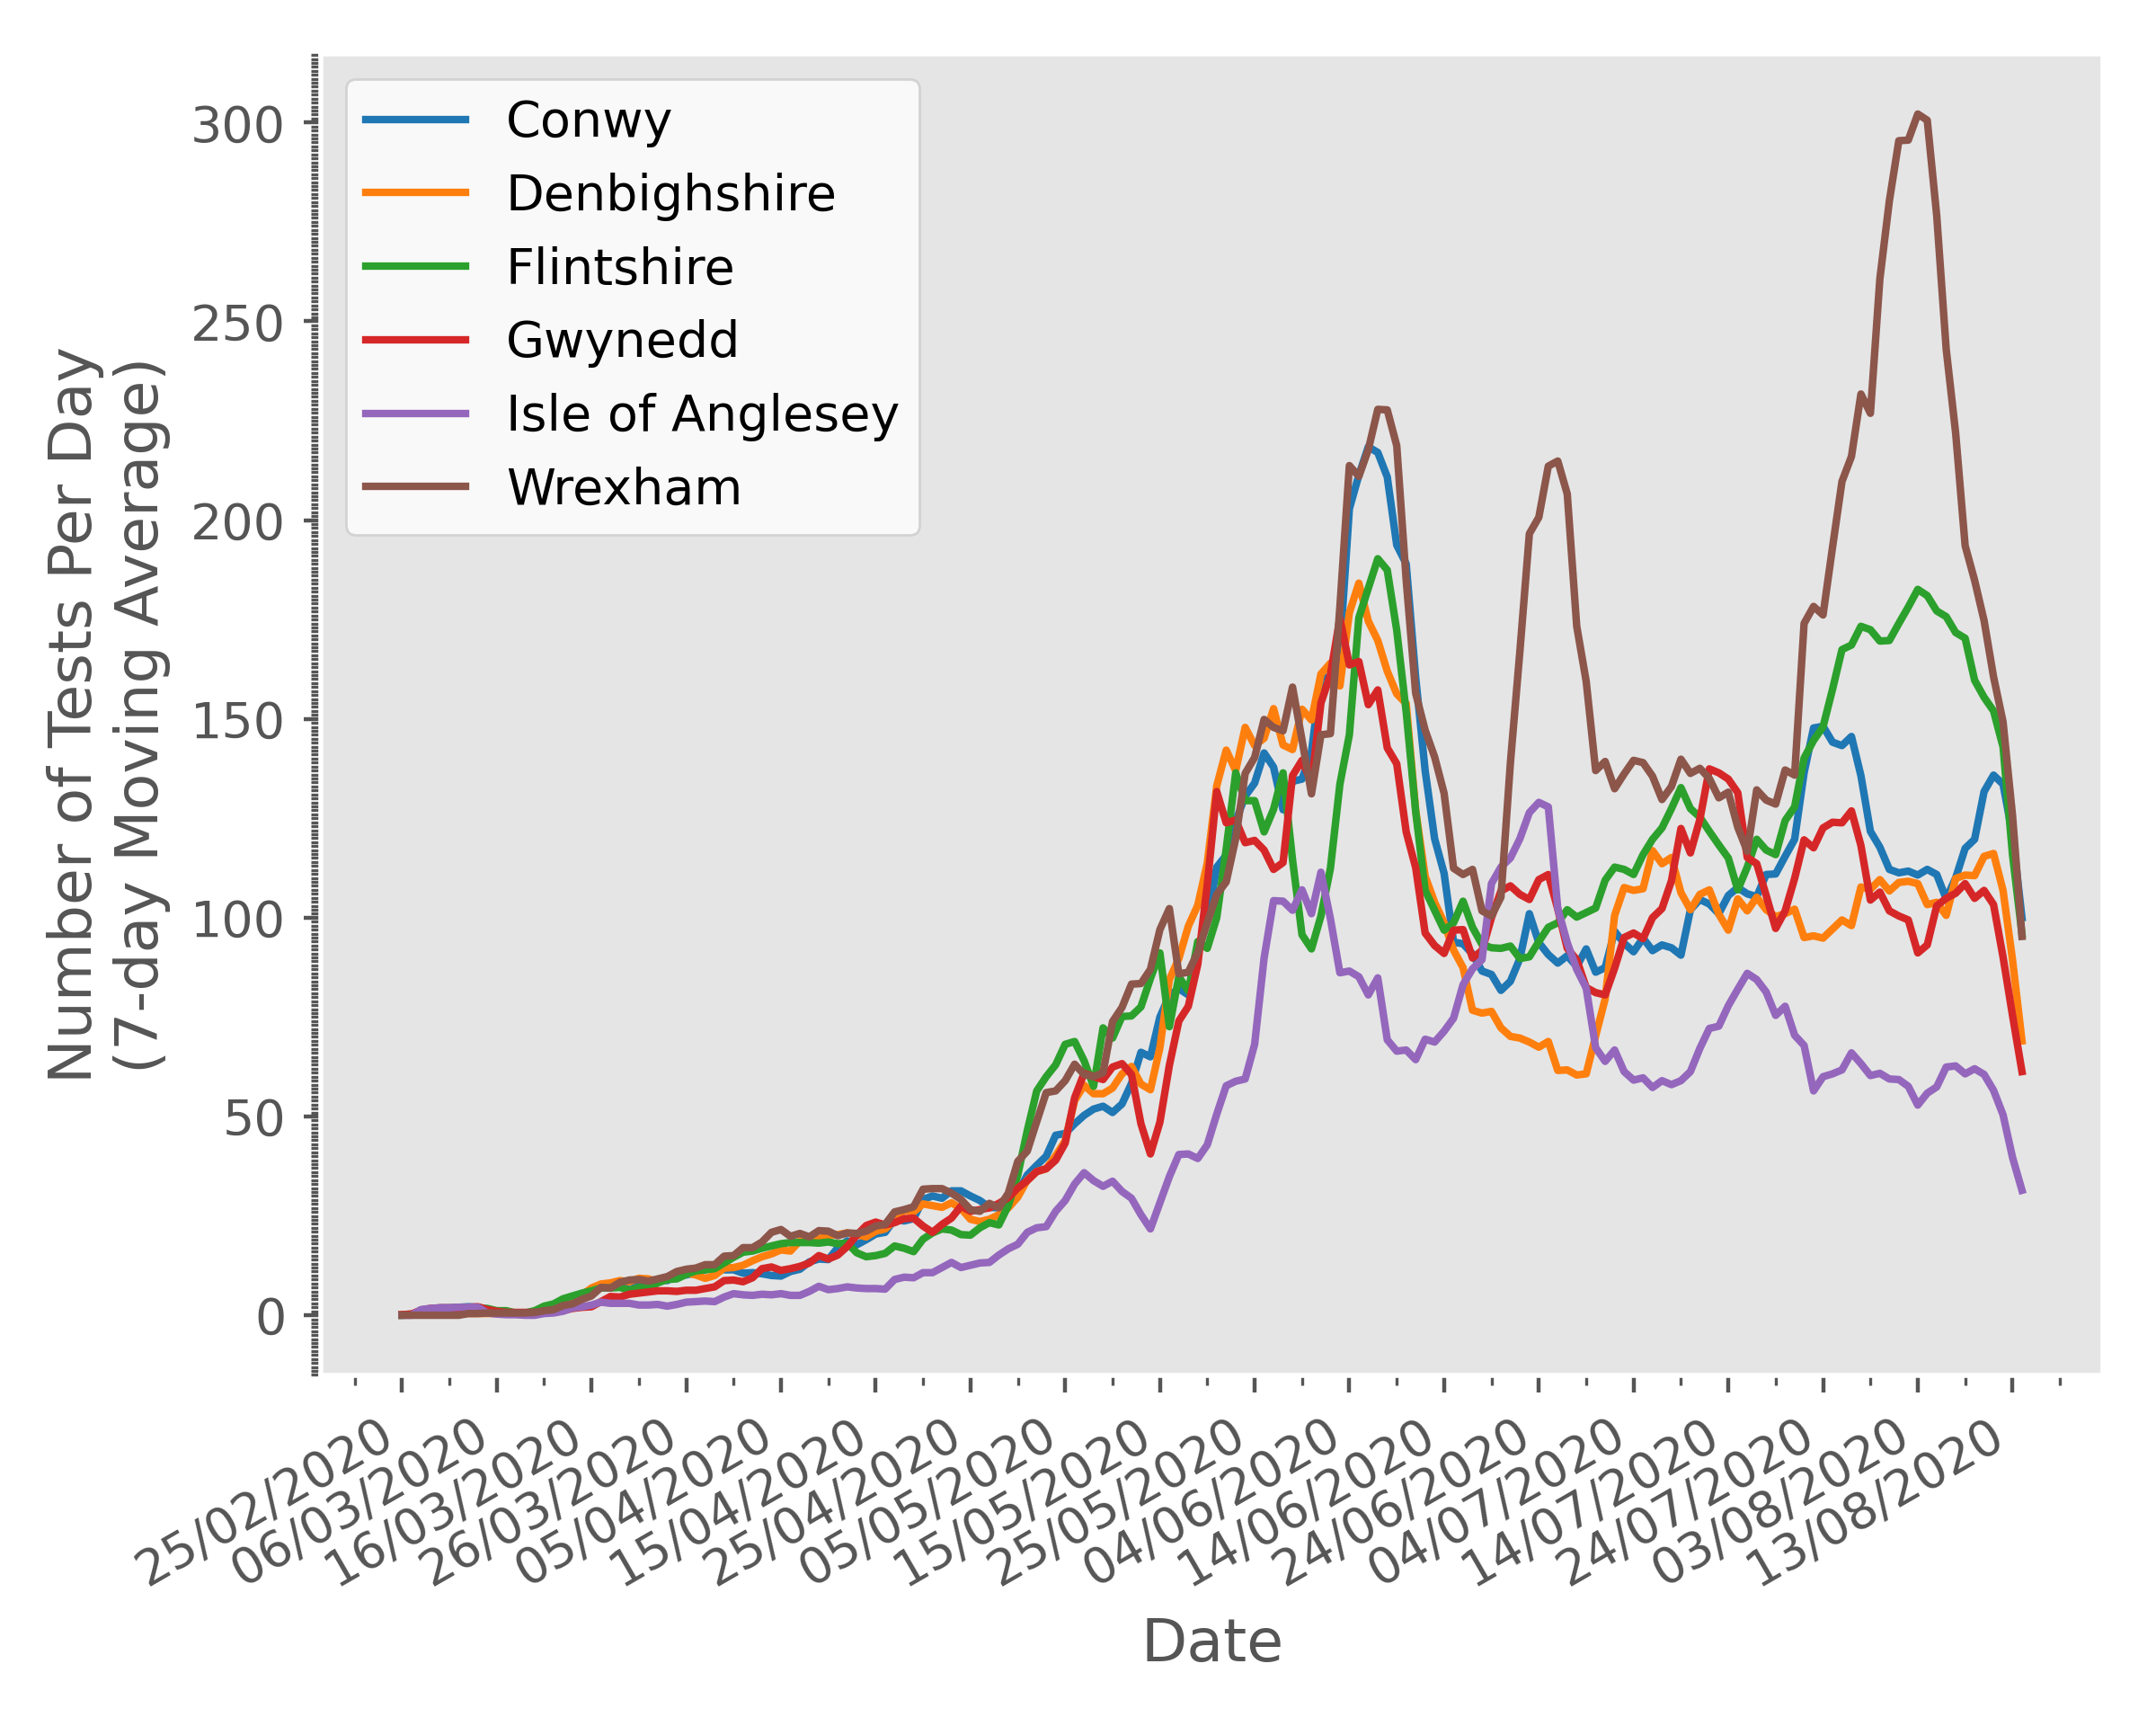 Number of Tests Per Day
(7-day Moving Average)
300
250
200
150
100
50
0
Conwy
Denbighshire
Flintshire
Gwynedd
Isle of Anglesey
Wrexham
25/02/2020
06/03/2020
16/03/2020
26/03/2020
05/04/2020
15/04/2020
25/04/2020
05/05/2020
15/05/2020
25/05/2020
04/06/2020
14/06/2020
24/06/2020
04/07/2020
14/07/2020
24/07/2020
03/08/2020
13/08/2020
Date